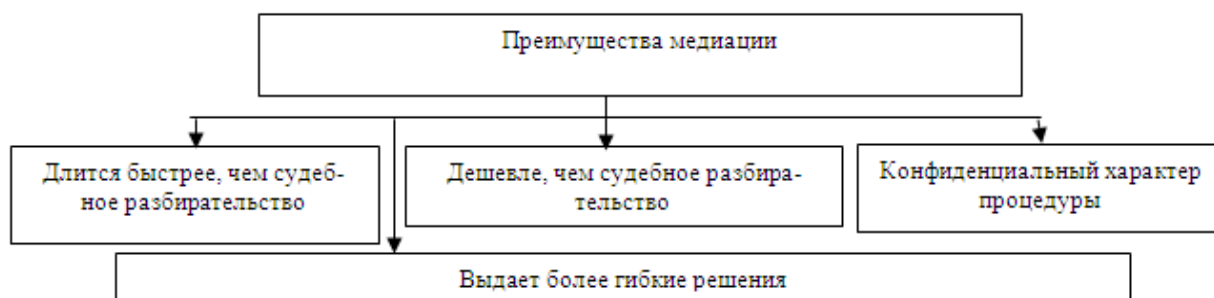 Преимущества медиации
Длится быстрее, чем судеб-
ное разбирательство
Дешевле, чем судебное разбира-
тельство
Конфиденциальный характер
процедуры
Выдает более гибкие решения